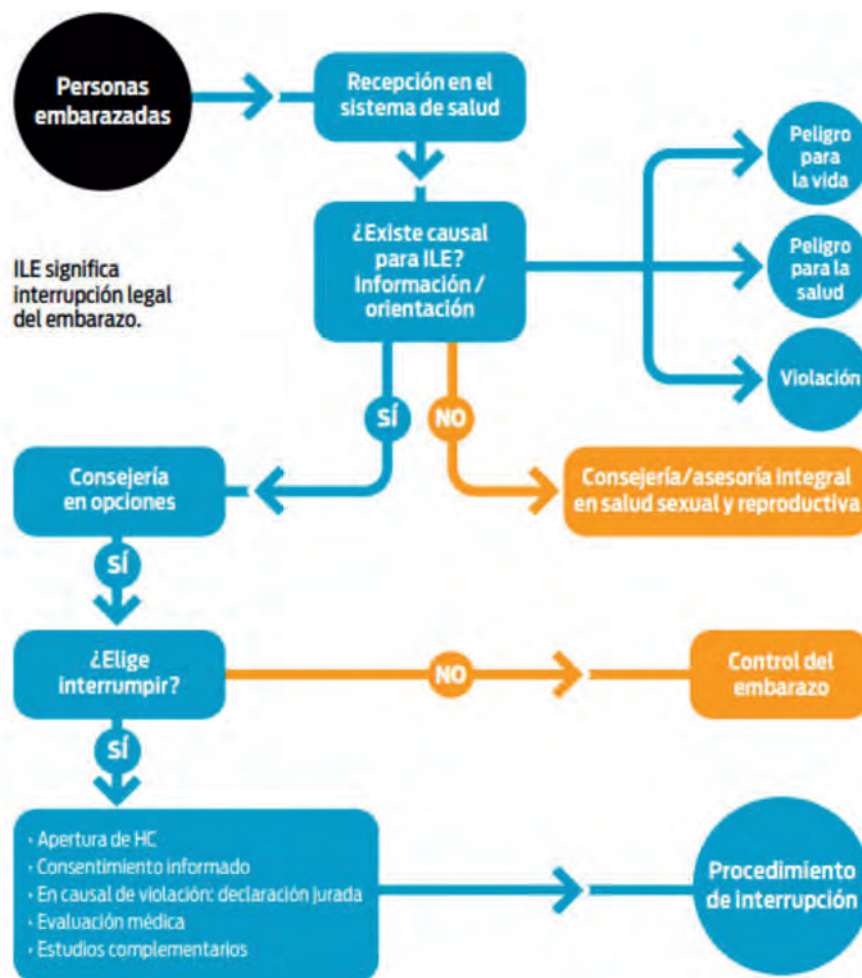 Personas
embarazadas
Recepción en el
sistema de salud
Peligro
para
la vida
ILE significa
interrupción legal
del embarazo.
¿Existe causal
para ILE?
Información /
orientación
Peligro
para la
salud
Violación
SÍ
NO
Consejería
en opciones
Consejería/asesoría integral
en salud sexual y reproductiva
SÍ
¿Elige
interrumpir?
NO
Control del
embarazo
SÍ
· Apertura de HC
· Consentimiento informado
· En causal de violación: declaración jurada
· Evaluación médica
· Estudios complementarios
Procedimiento
de interrupción